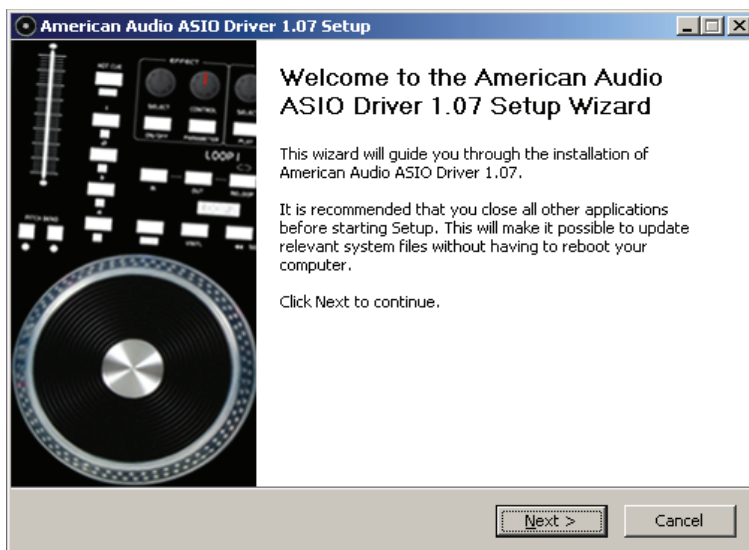 American Audio ASIO Driver 1.07 Setup
HOT CUE
EFFECT
SELECT
CONTROL
ON/OFF
PARAMETER
PLAY
LOOP 1
IN
OUT
RELOOP
PITCH BEND
VINYL
Welcome to the American Audio
ASIO Driver 1.07 Setup Wizard
This wizard will guide you through the installation of
American Audio ASIO Driver 1.07.
It is recommended that you close all other applications
before starting Setup. This will make it possible to update
relevant system files without having to reboot your
computer.
Click Next to continue.
Next >
Cancel